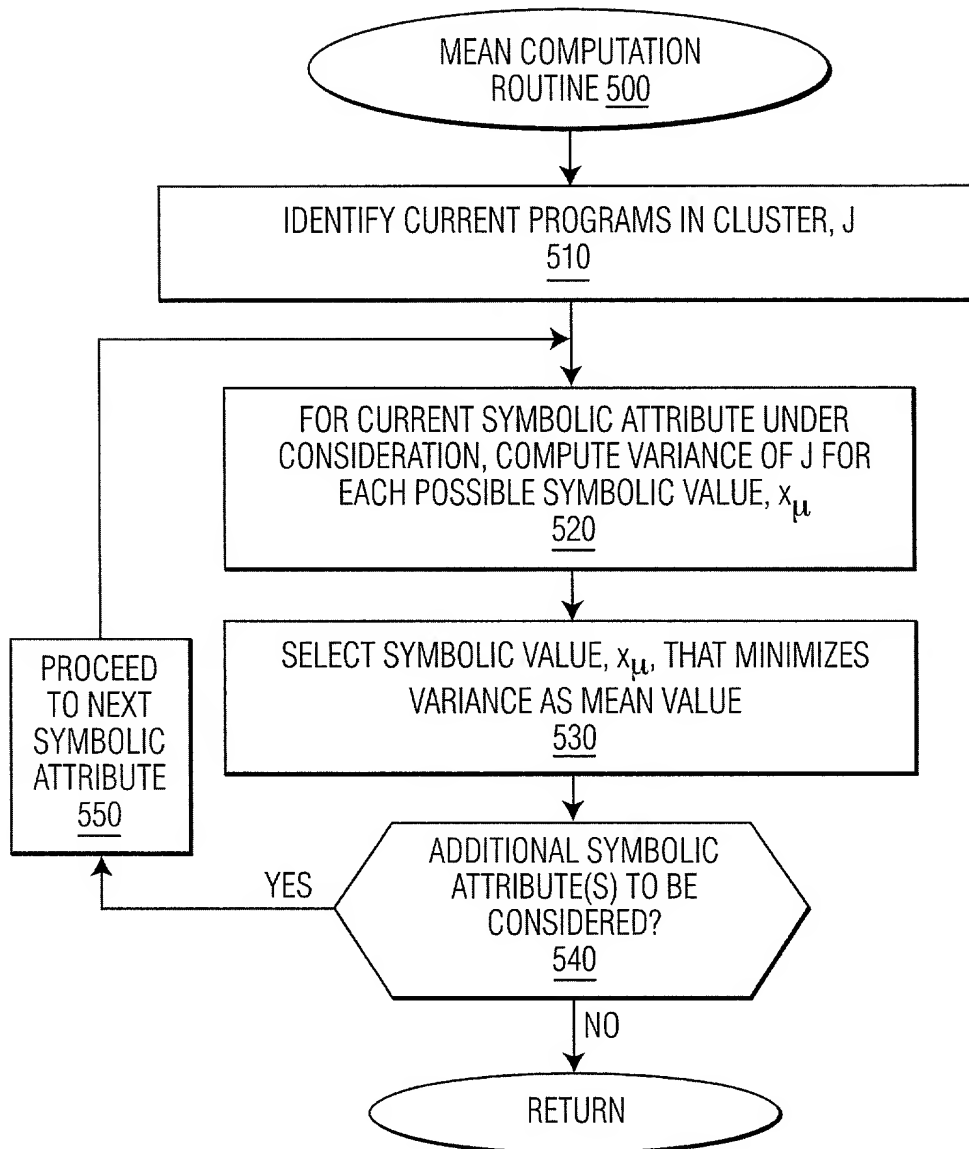 MEAN COMPUTATION
ROUTINE 500
IDENTIFY CURRENT PROGRAMS IN CLUSTER, J
510
FOR CURRENT SYMBOLIC ATTRIBUTE UNDER
CONSIDERATION, COMPUTE VARIANCE OF J FOR
EACH POSSIBLE SYMBOLIC VALUE, xμ
520
SELECT SYMBOLIC VALUE, xμ, THAT MINIMIZES
VARIANCE AS MEAN VALUE
530
PROCEED
TO NEXT
SYMBOLIC
ATTRIBUTE
550
ADDITIONAL SYMBOLIC
ATTRIBUTE(S) TO BE
CONSIDERED?
540
YES
NO
RETURN